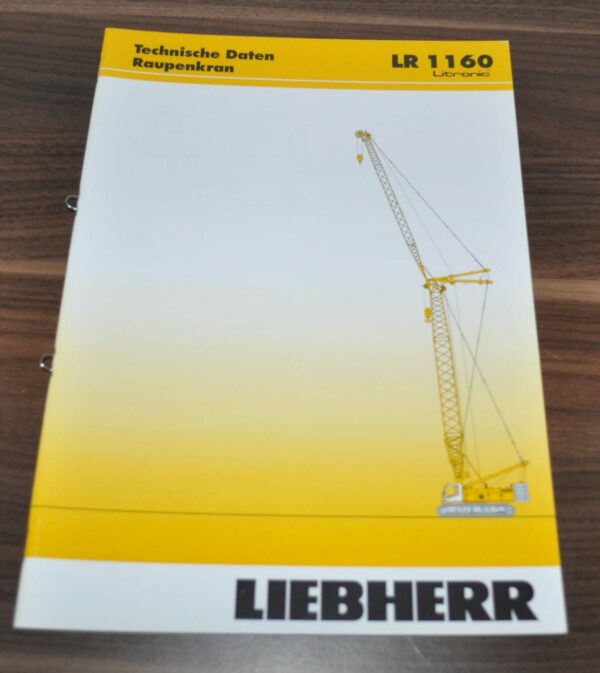 Technische Daten
Raupenkran
LR 1160
Litronic
LIEBHERR